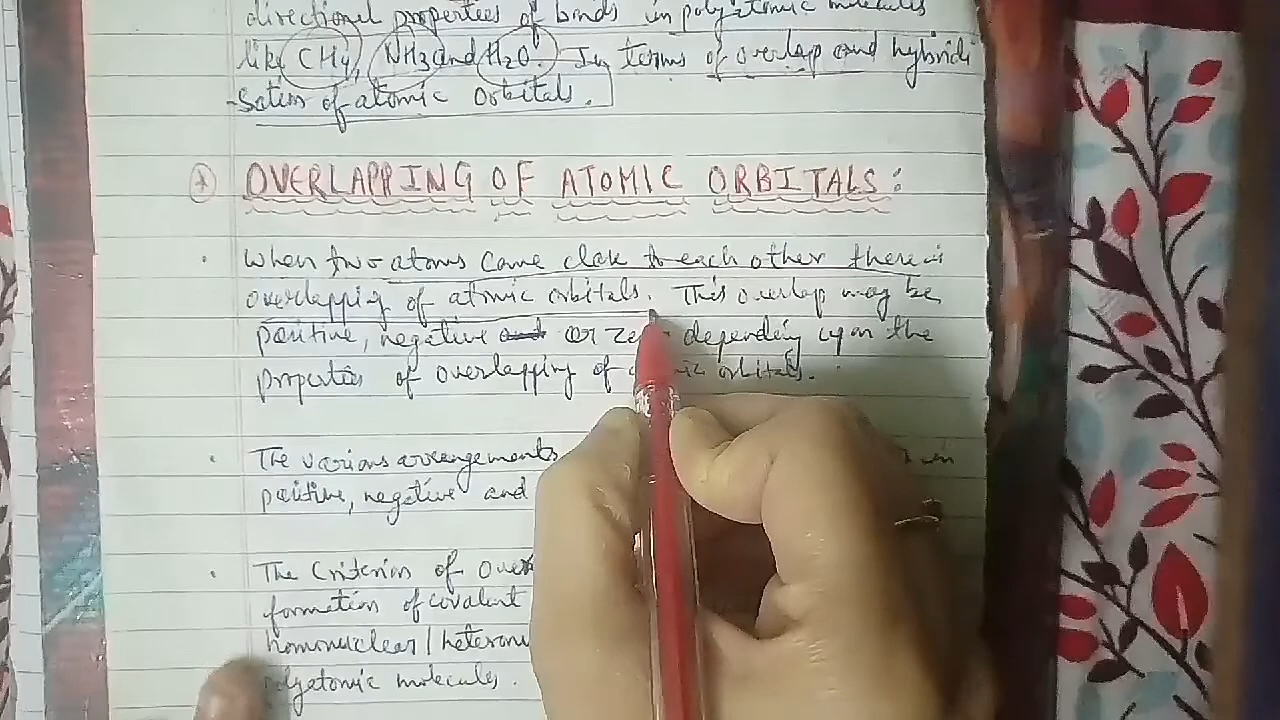 directional properties of bonds in polyatomic molecules
like CH4, NH3 and H2O. In terms of overlap and hybridi
-sation of atomic orbitals.
OVERLAPPING OF ATOMIC ORBITALS:
• When two atoms come close to each other there is
overlapping of atomic orbitals. This overlap may be
positive, negative and or zero depending upon the
properties of overlapping of atomic orbitals.
• The various arrangements in
positive, negative and
• The Criterion of over
formation of covalent
homonuclear/heteronu
polyatomic molecules.